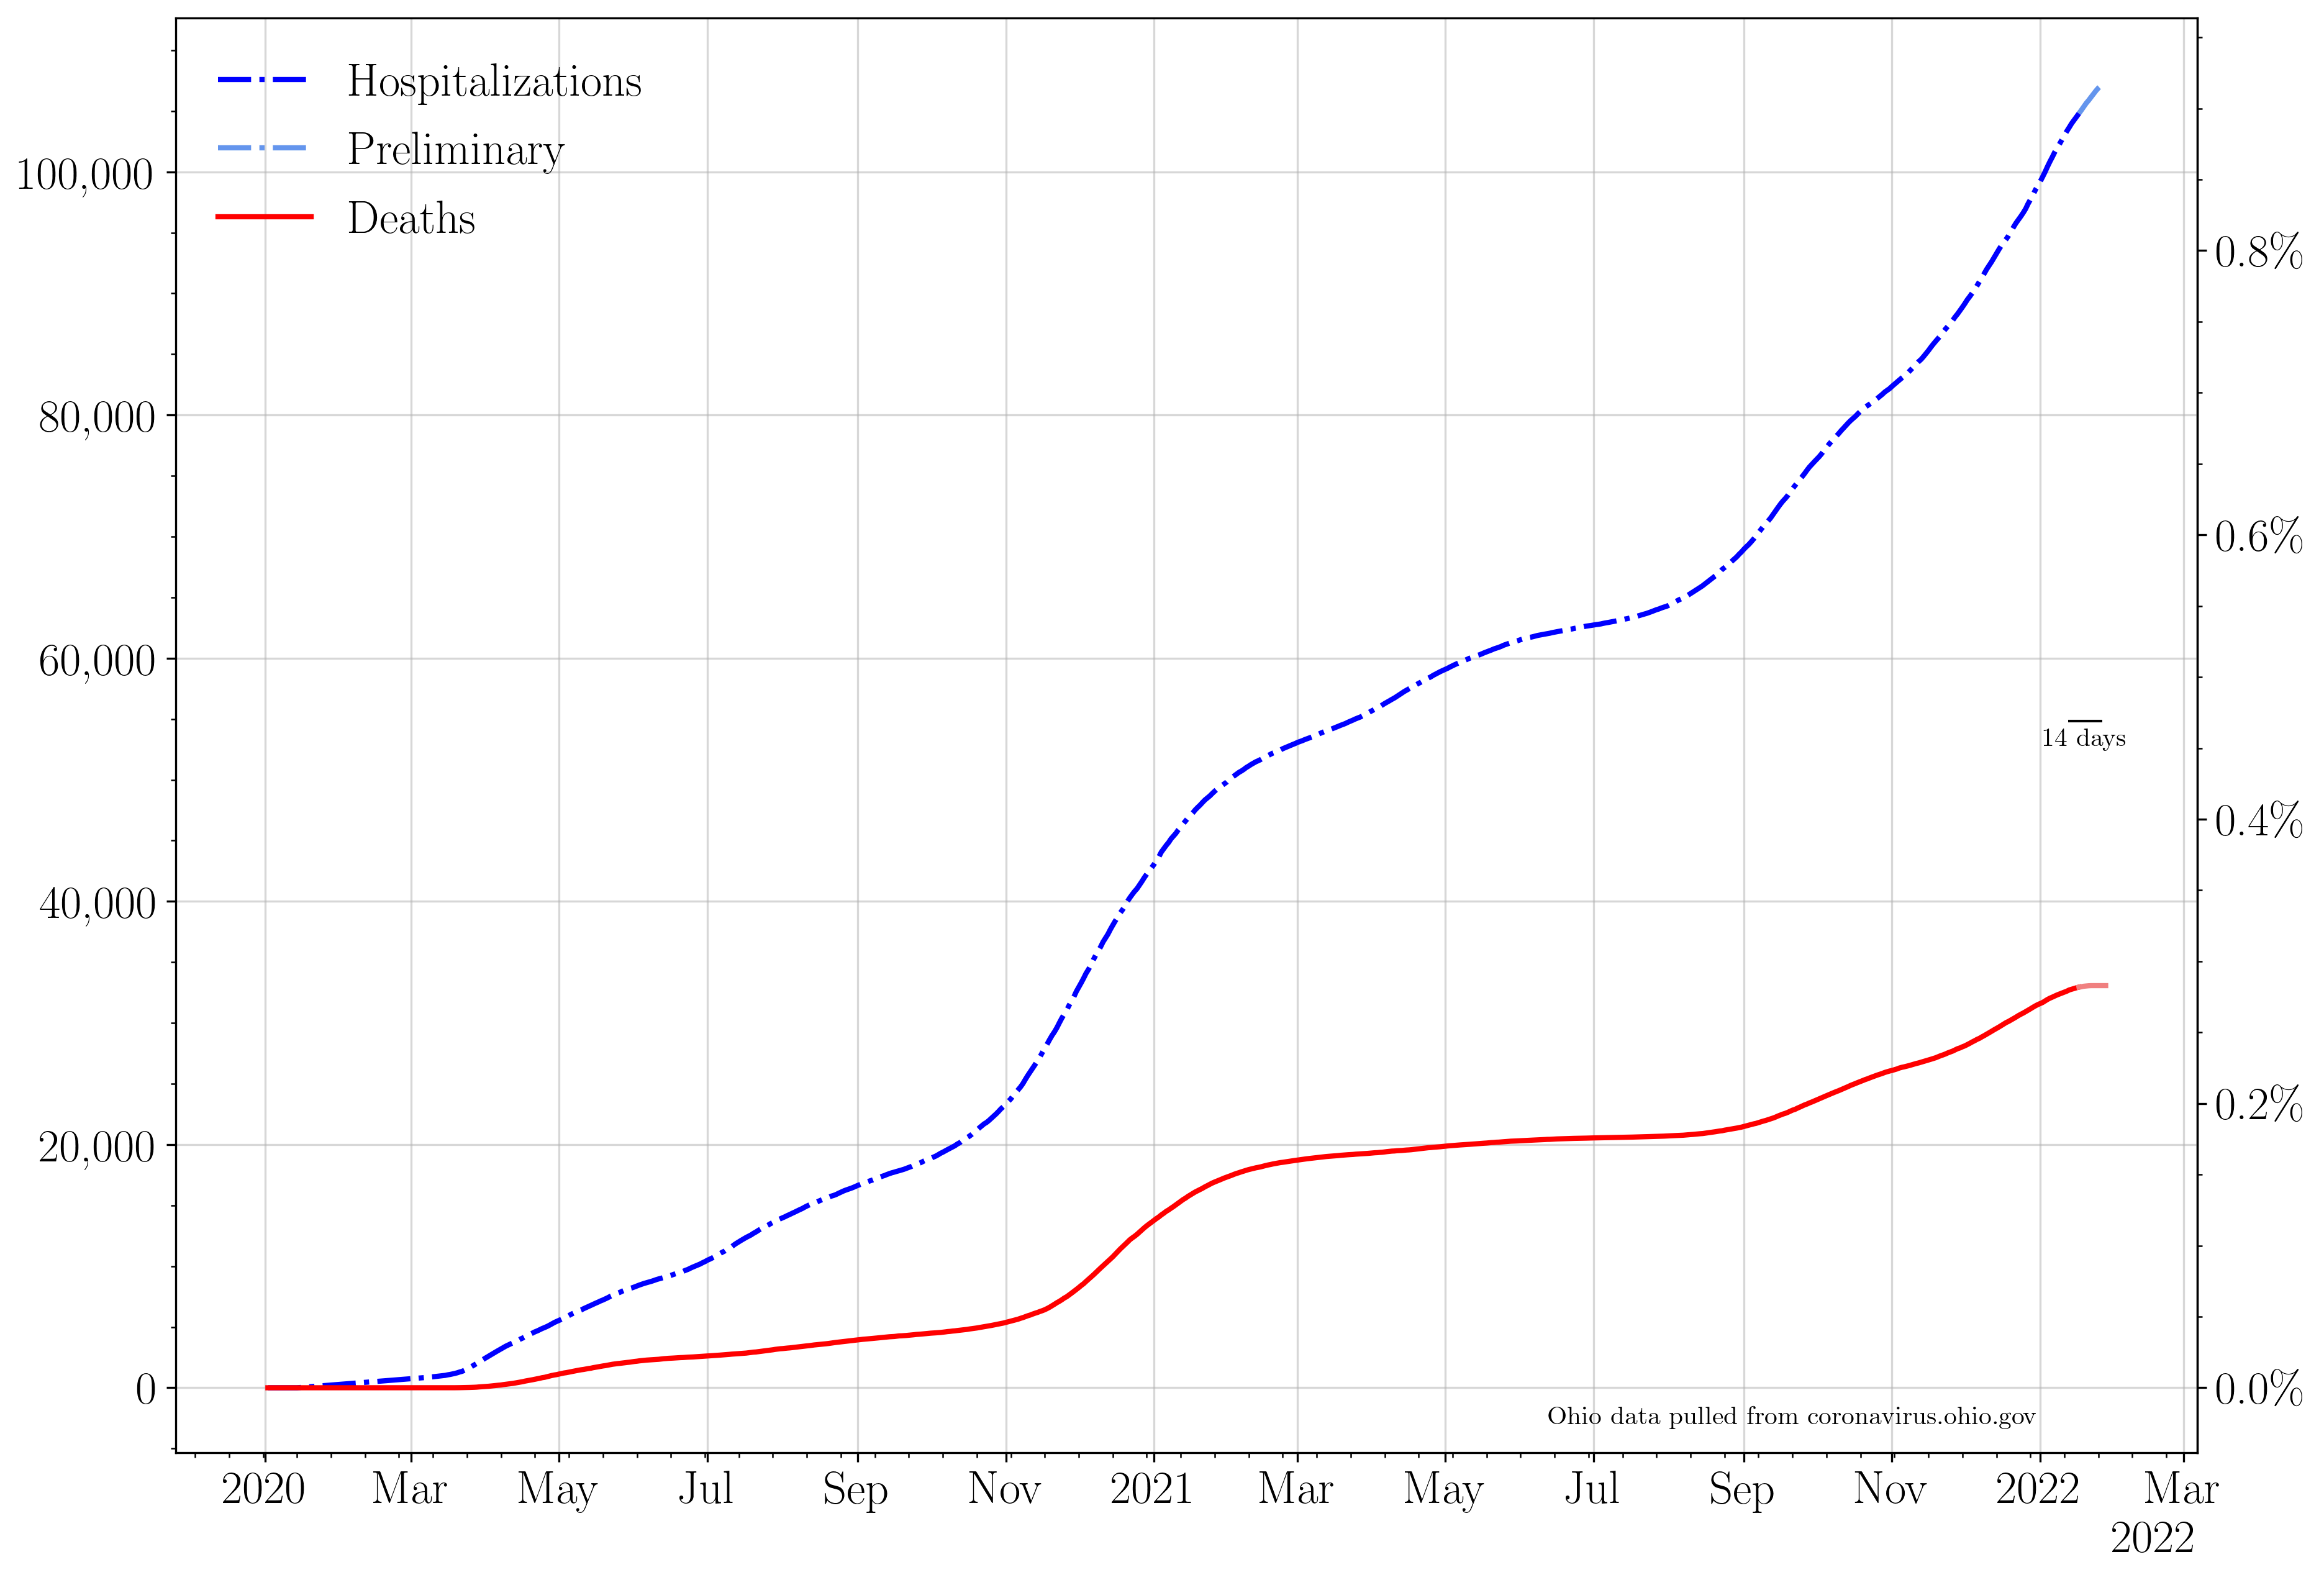 Hospitalizations
Preliminary
Deaths
100,000
80,000
60,000
40,000
20,000
0
0.8%
0.6%
0.4%
0.2%
0.0%
14 days
Ohio data pulled from coronavirus.ohio.gov
2020 Mar May Jul Sep Nov 2021 Mar May Jul Sep Nov 2022 Mar
2022